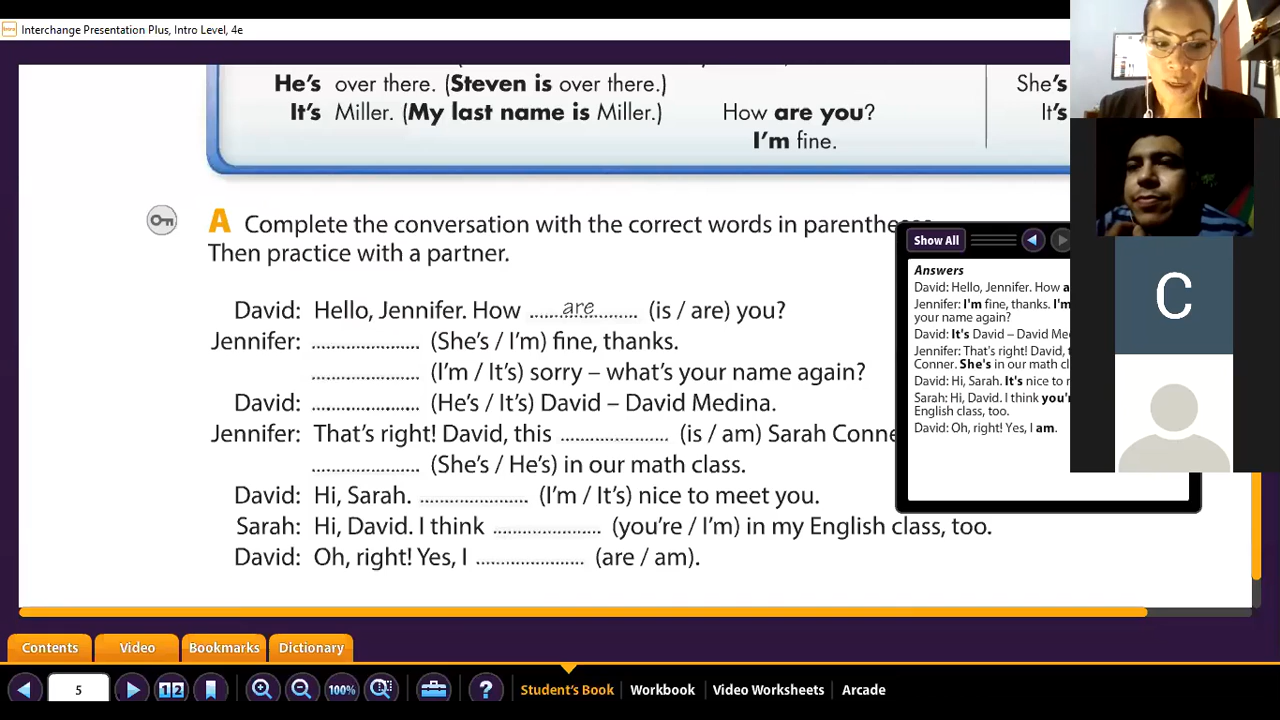 Interchange Presentation Plus, Intro Level, 4e
He's over there. (Steven is over there.)
She's
It's Miller. (My last name is Miller.)
How are you?
It's
I'm fine.
A Complete the conversation with the correct words in
Then practice with a partner.
David: Hello, Jennifer. How ....are.... (is / are) you?
Jennifer: .................... (She's / I'm) fine, thanks.
.................... (I'm / It's) sorry – what's your name again?
David: .................... (He's / It's) David – David Medina.
Jennifer: That's right! David, this .................... (is / am) Sarah
.................... (She's / He's) in our math class.
David: Hi, Sarah. .................... (I'm / It's) nice to meet you.
Sarah: Hi, David. I think .................... (you're / I'm) in my English class, too.
David: Oh, right! Yes, I .................... (are / am).
Show All
Answers
David: Hello, Jennifer. How
Jennifer: I'm fine, thanks. I'm
your name again?
David: It's David – David
Jennifer: That's right! David,
Conner. She's in our math
David: Hi, Sarah. It's nice to
Sarah: Hi, David. I think you're
English class, too.
David: Oh, right! Yes, I am.
C
Contents Video Bookmarks Dictionary
5 12 100% ? Student's Book Workbook Video Worksheets Arcade